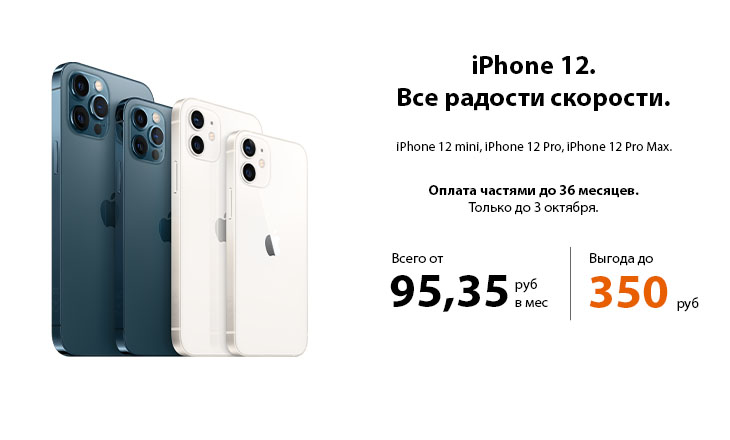 iPhone 12.
Все радости скорости.
iPhone 12 mini, iPhone 12 Pro, iPhone 12 Pro Max.
Оплата частями до 36 месяцев.
Только до 3 октября.
Всего от
95,35 руб в мес
Выгода до
350 руб